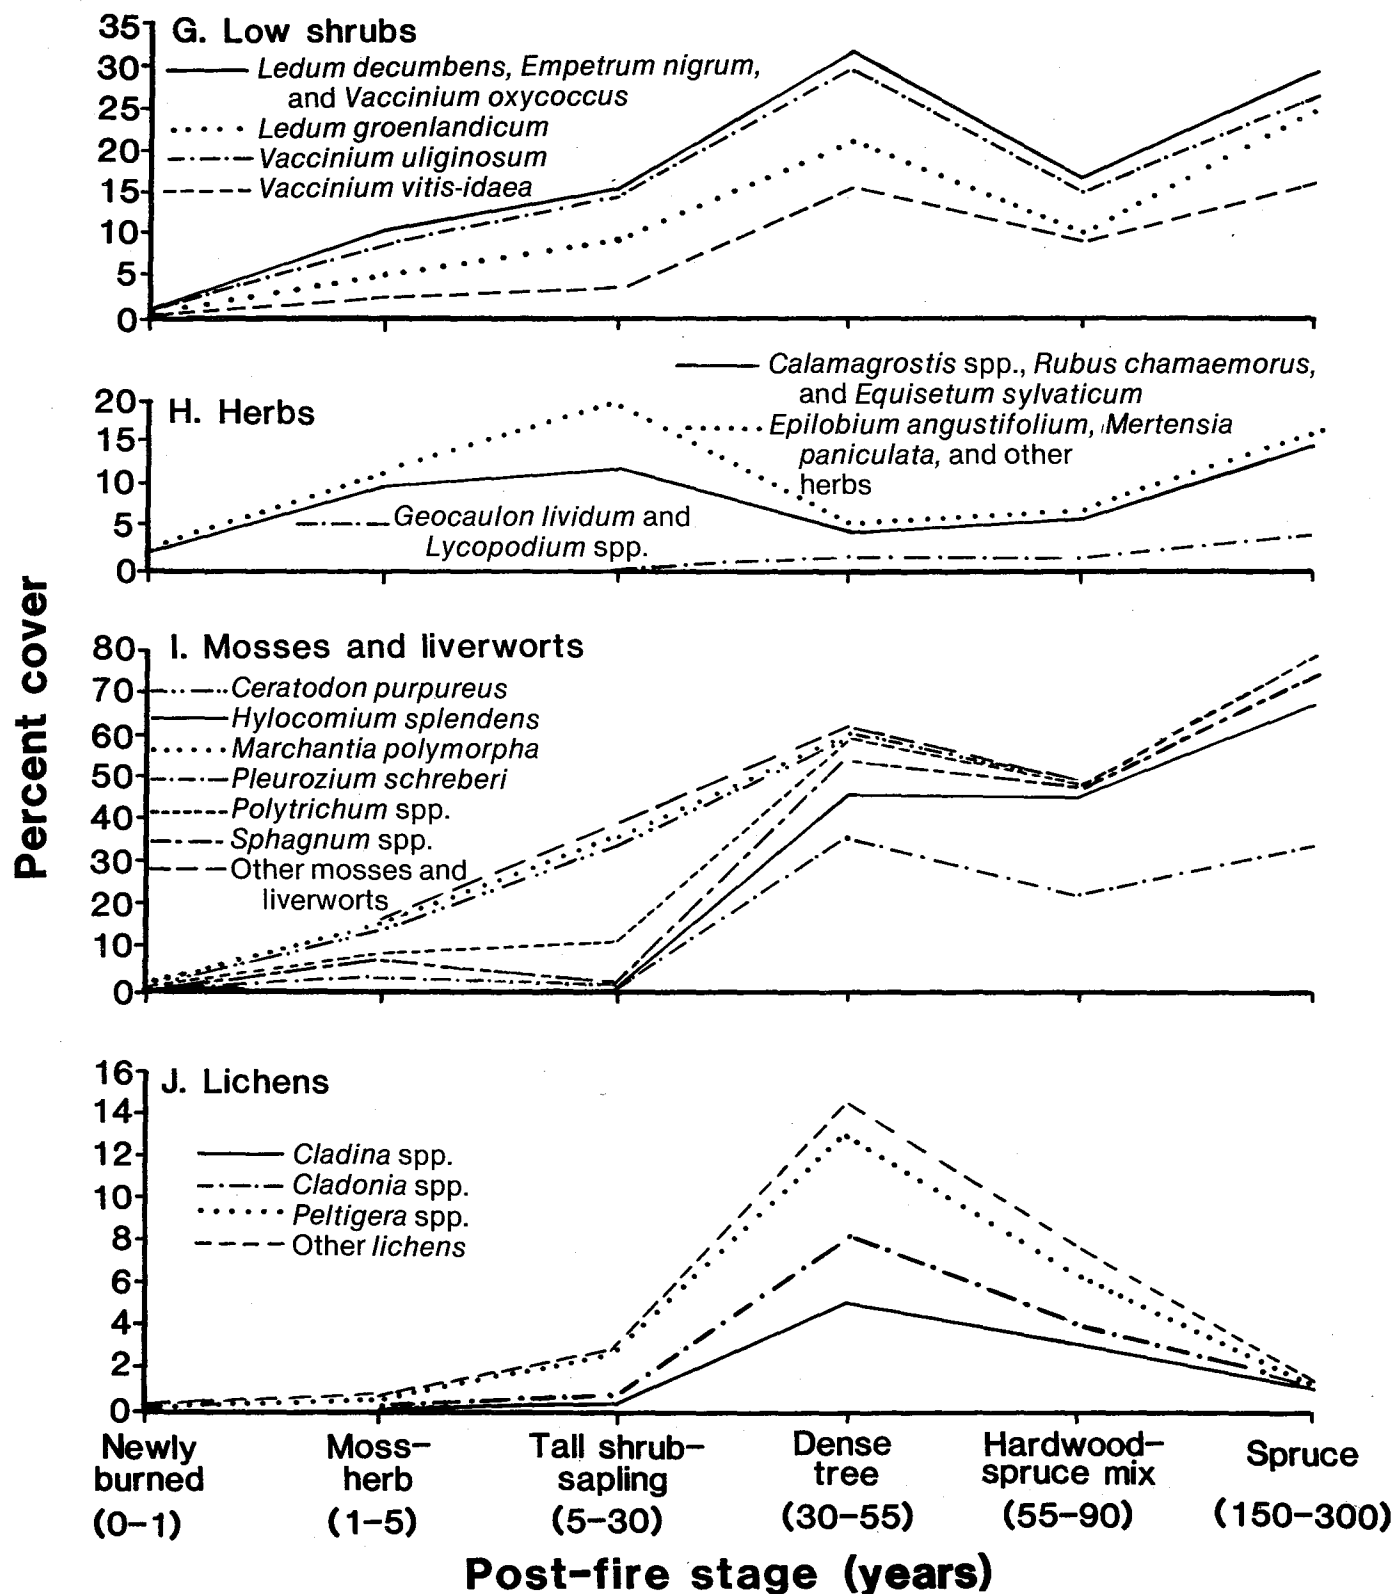 Percent cover
G. Low shrubs
35
30
25
20
15
10
5
0
Ledum decumbens, Empetrum nigrum,
and Vaccinium oxycoccus
Ledum groenlandicum
Vaccinium uliginosum
Vaccinium vitis-idaea
H. Herbs
20
15
10
5
0
Calamagrostis spp., Rubus chamaemorus,
and Equisetum sylvaticum
Epilobium angustifolium, Mertensia
paniculata, and other
herbs
Geocaulon lividum and
Lycopodium spp.
I. Mosses and liverworts
80
70
60
50
40
30
20
10
0
Ceratodon purpureus
Hylocomium splendens
Marchantia polymorpha
Pleurozium schreberi
Polytrichum spp.
Sphagnum spp.
Other mosses and
liverworts
J. Lichens
16
14
12
10
8
6
4
2
0
Cladina spp.
Cladonia spp.
Peltigera spp.
Other lichens
Newly
burned
(0–1)
Moss–
herb
(1–5)
Tall shrub–
sapling
(5–30)
Dense
tree
(30–55)
Hardwood–
spruce mix
(55–90)
Spruce
(150–300)
Post–fire stage (years)